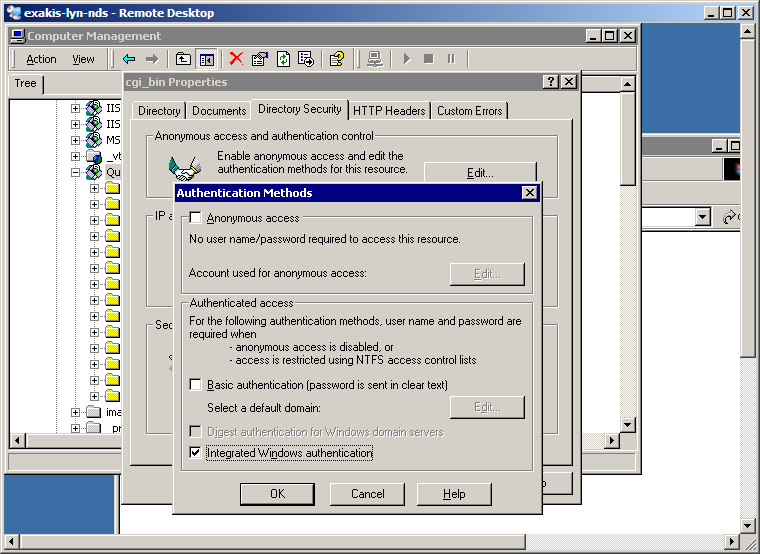 exakis-lyn-nds - Remote Desktop
Computer Management
Action View
Tree
IIS
IIS
MS
_vt
Qu
ima
_pr
cgi_bin Properties
Directory Documents Directory Security HTTP Headers Custom Errors
Anonymous access and authentication control
Enable anonymous access and edit the
authentication methods for this resource.
Edit...
IP a
Sec
Authentication Methods
Anonymous access
No user name/password required to access this resource.
Account used for anonymous access:
Edit...
Authenticated access
For the following authentication methods, user name and password are
required when
- anonymous access is disabled, or
- access is restricted using NTFS access control lists
Basic authentication (password is sent in clear text)
Select a default domain:
Edit...
Digest authentication for Windows domain servers
Integrated Windows authentication
OK Cancel Help